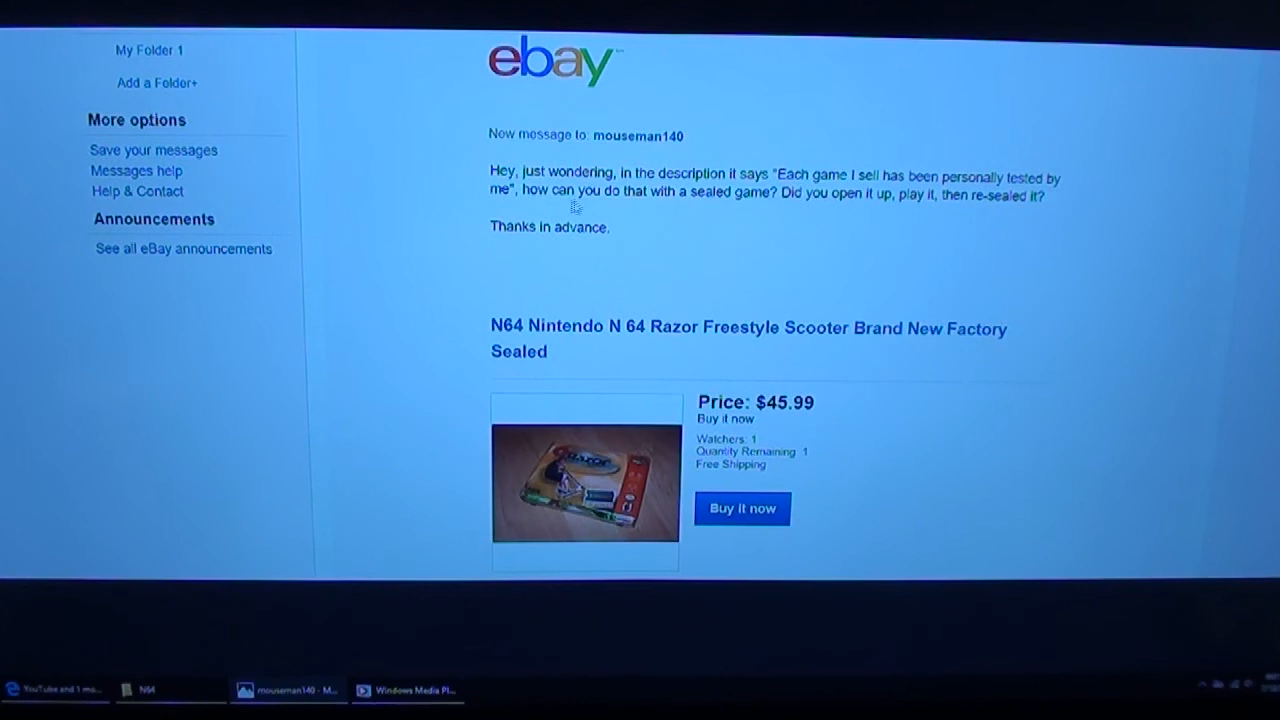 My Folder 1
Add a Folder+
More options
Save your messages
Messages help
Help & Contact
Announcements
See all eBay announcements
ebay
New message to: mouseman140
Hey, just wondering, in the description it says "Each game I sell has been personally tested by
me", how can you do that with a sealed game? Did you open it up, play it, then re-sealed it?
Thanks in advance.
N64 Nintendo N 64 Razor Freestyle Scooter Brand New Factory
Sealed
Price: $45.99
Buy it now
Watchers: 1
Quantity Remaining: 1
Free Shipping
Buy it now
YouTube and 1 mo...
N64
mouseman140 - M...
Windows Media Pl...